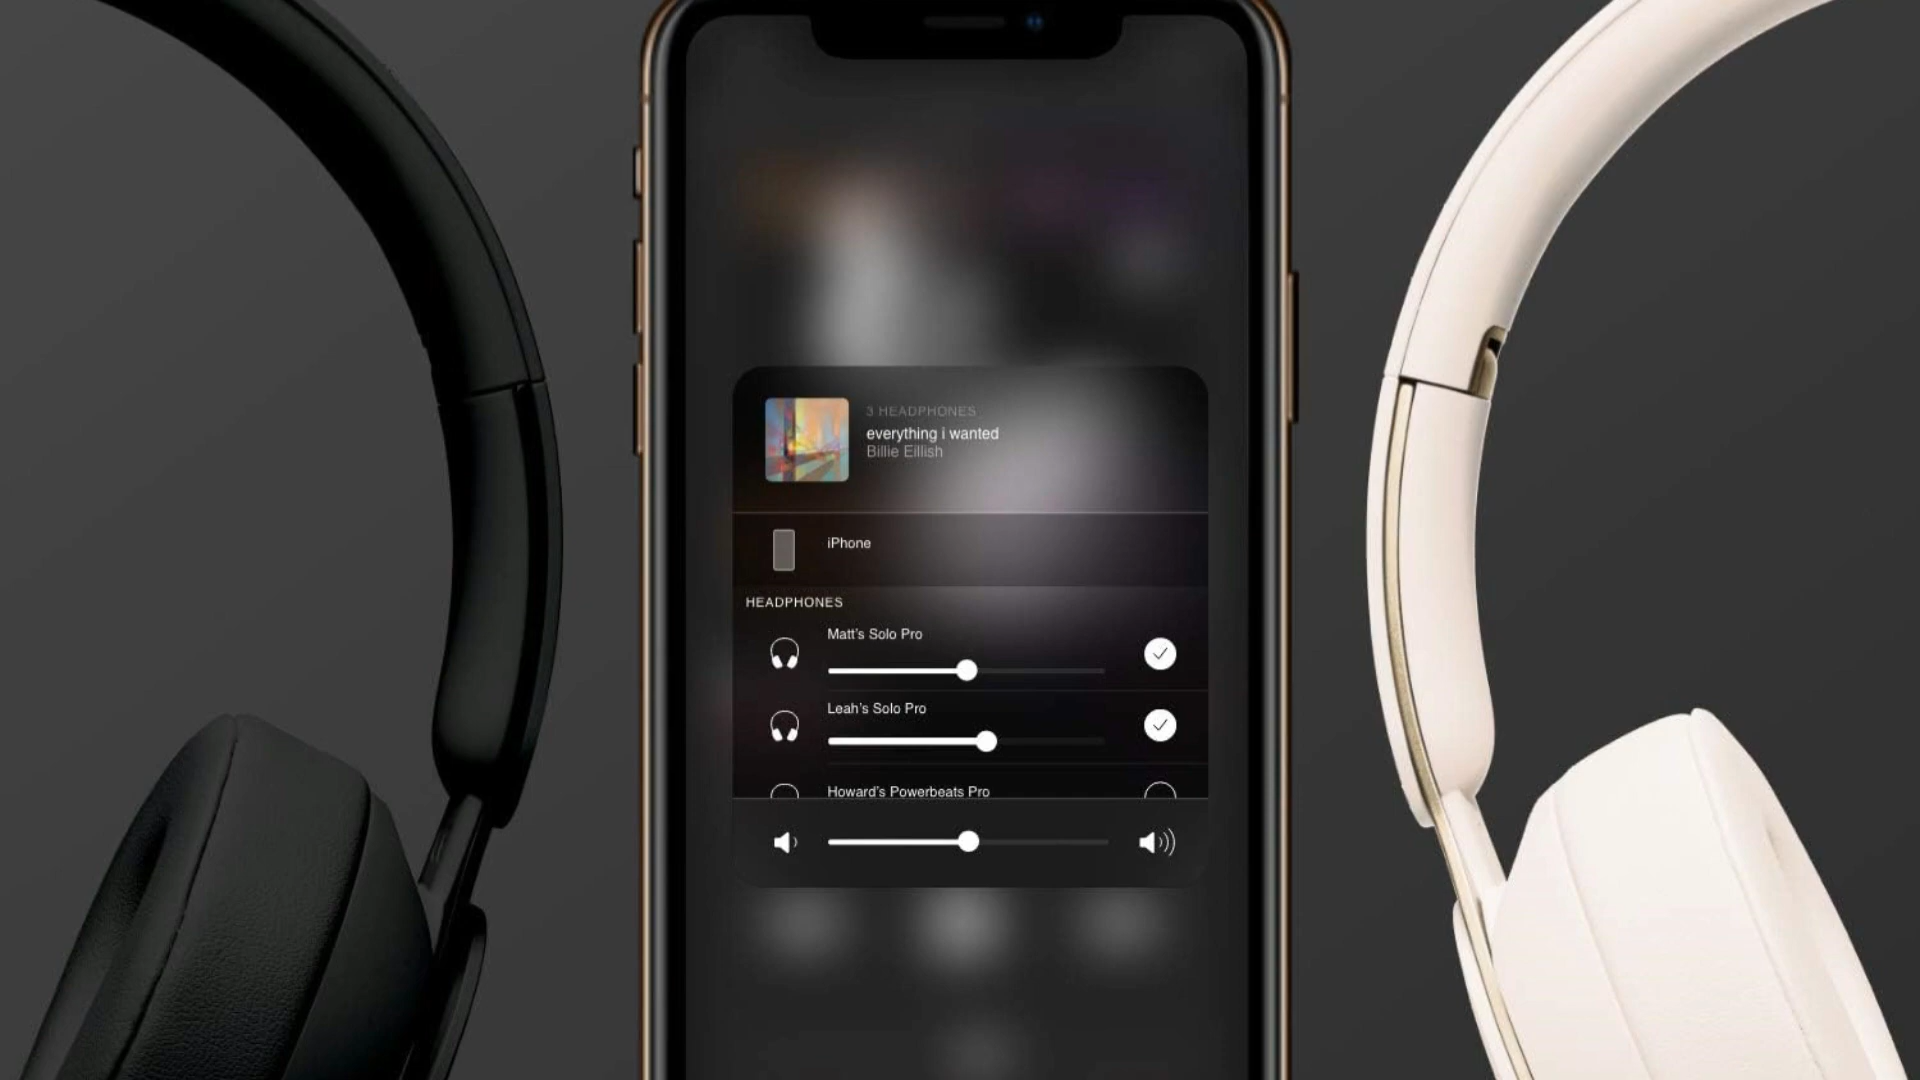 3 HEADPHONES
everything i wanted
Billie Eillish
iPhone
HEADPHONES
Matt's Solo Pro
Leah's Solo Pro
Howard's Powerbeats Pro